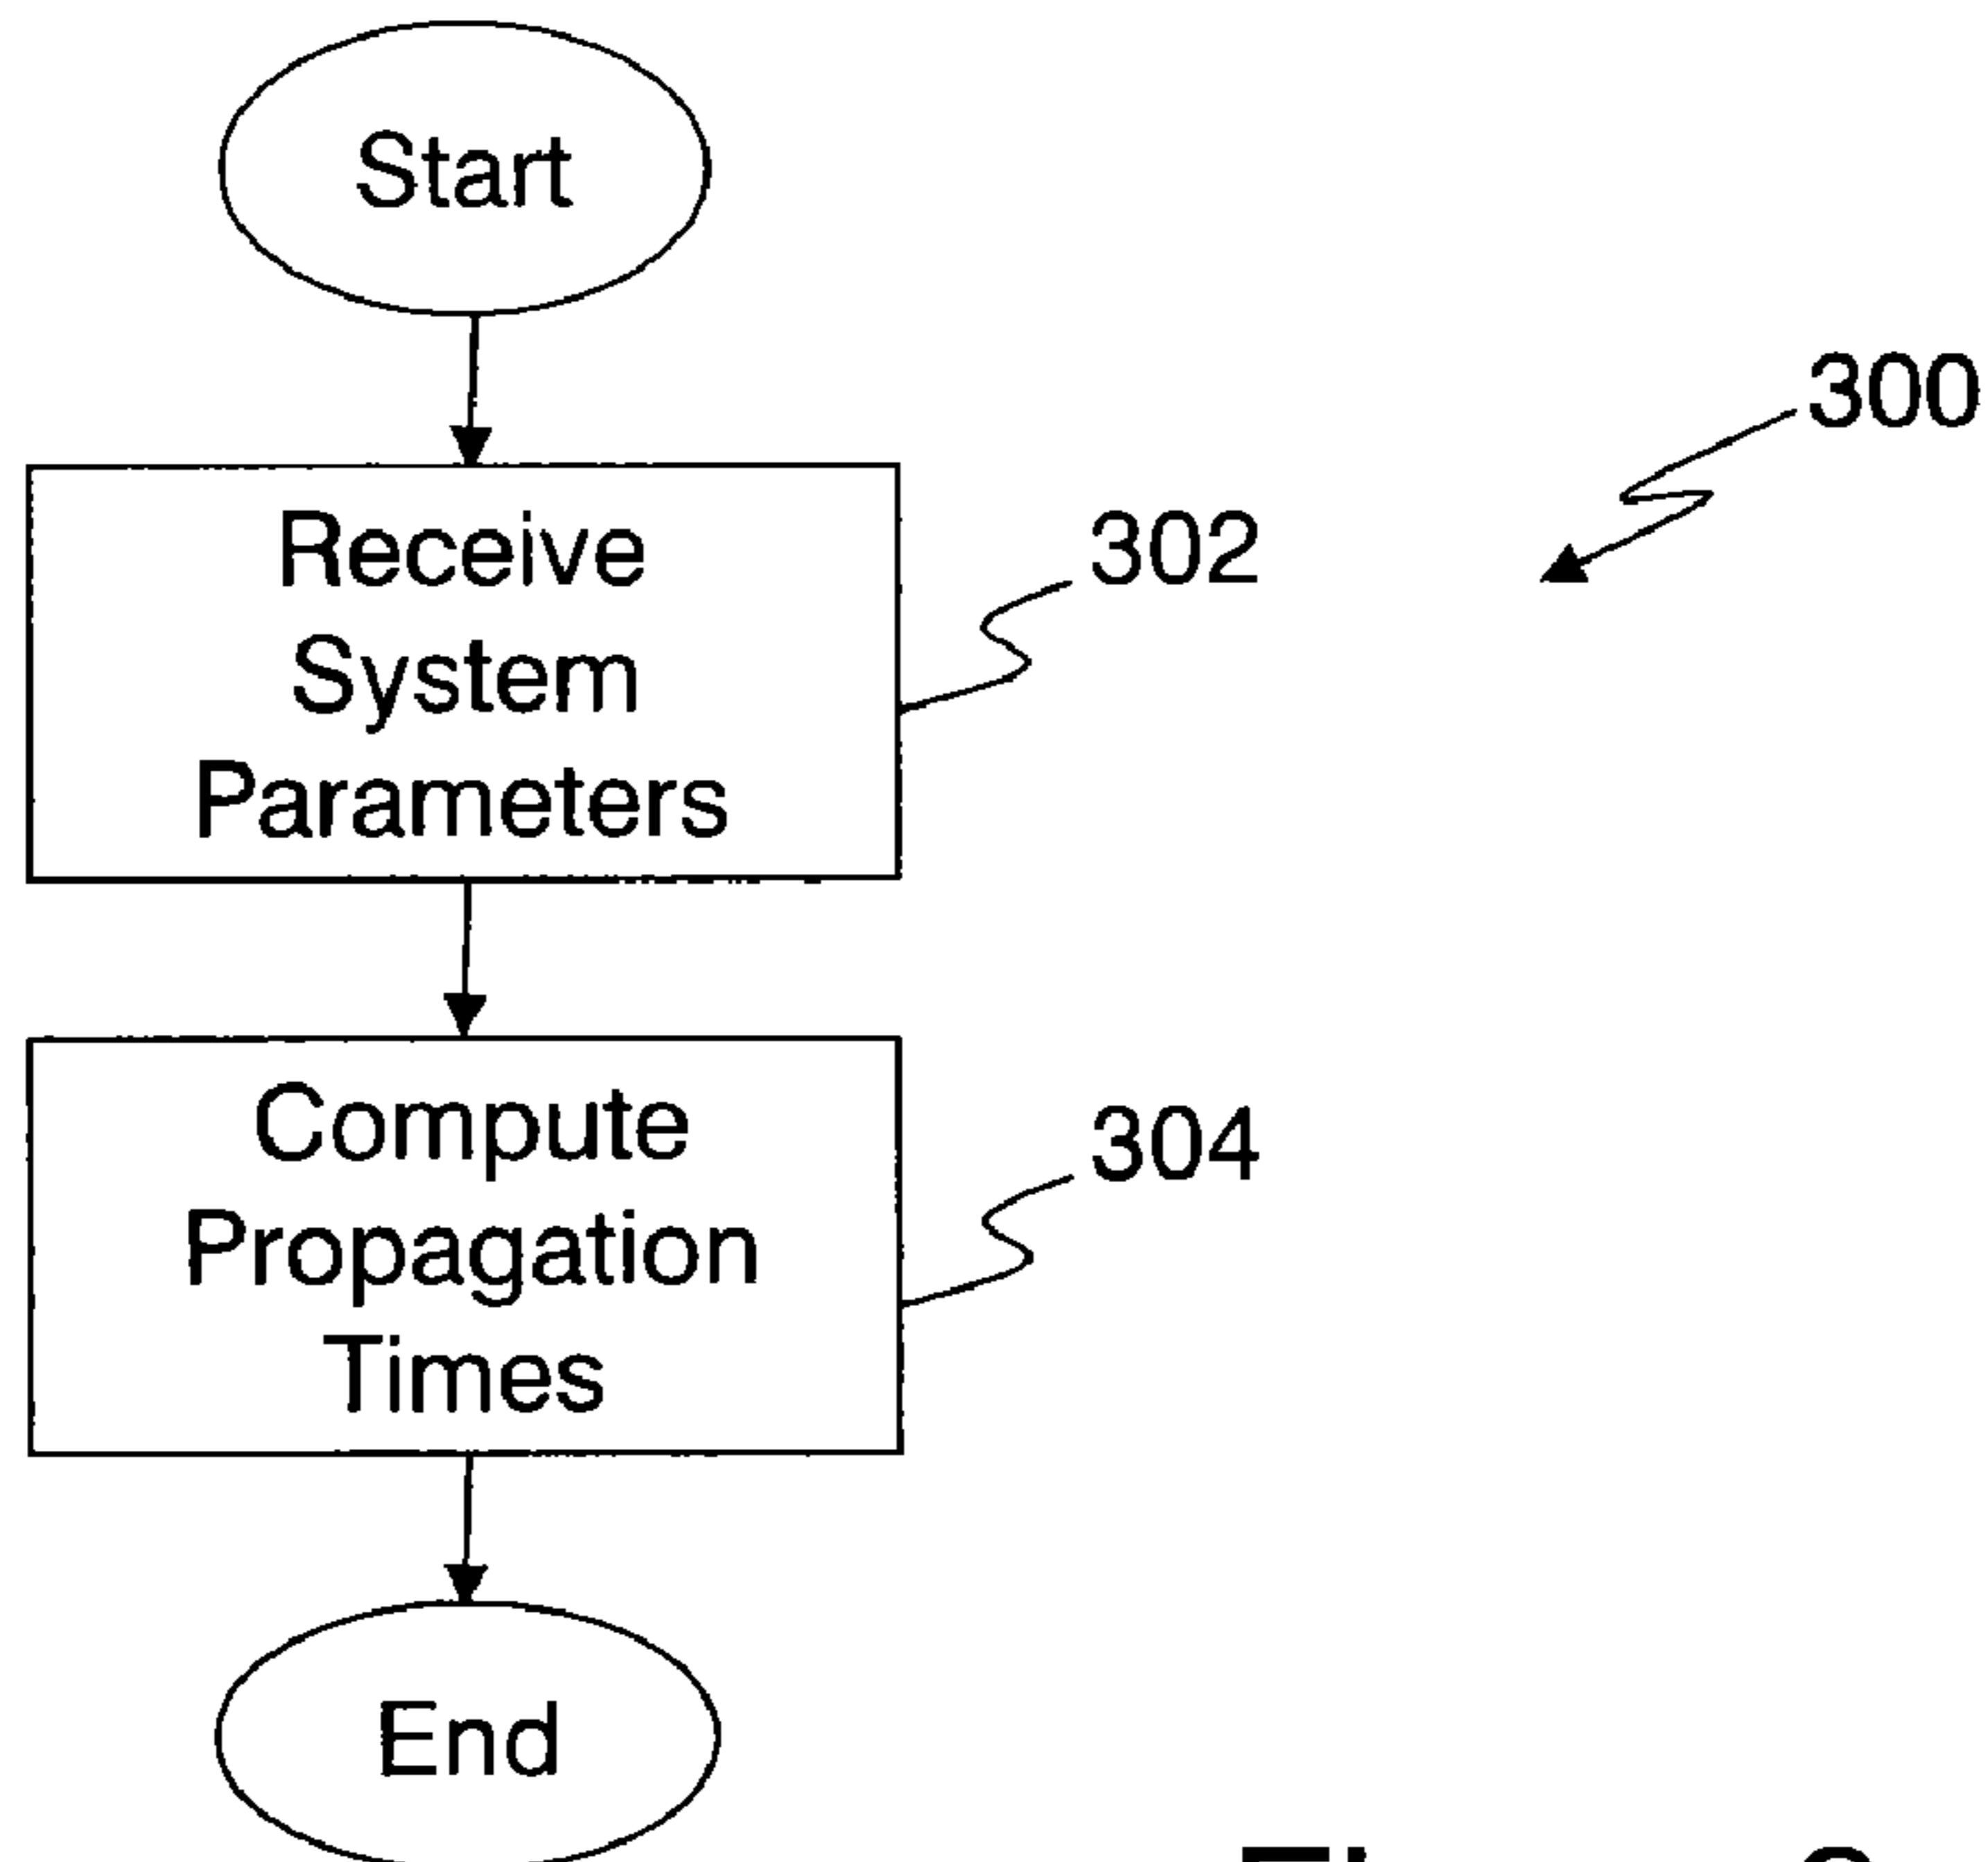 Start
300
Receive
System
Parameters
302
Compute
Propagation
Times
304
End